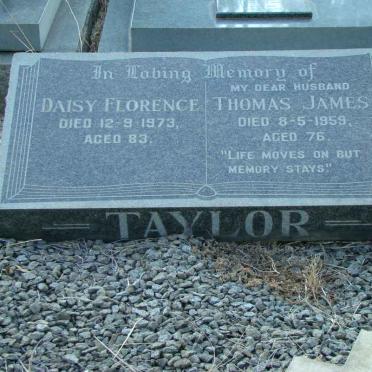 In Loving Memory of
DAISY FLORENCE
DIED 12-9-1973,
AGED 83.
MY DEAR HUSBAND
THOMAS JAMES
DIED 8-5-1959,
AGED 76.
"LIFE MOVES ON BUT
MEMORY STAYS."
TAYLOR